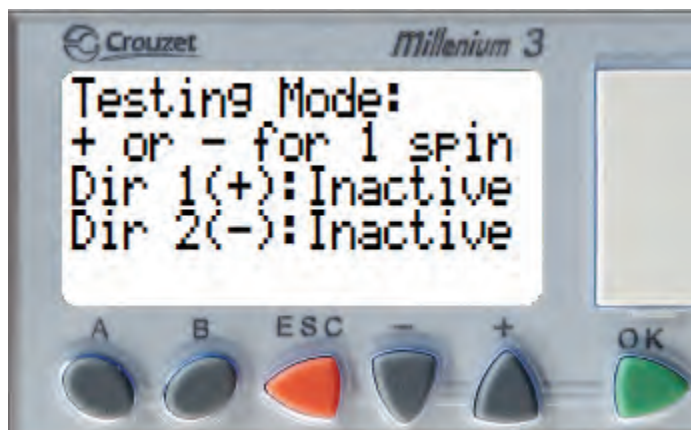 Crouzet
Millenium 3
Testing Mode:
+ or - for 1 spin
Dir 1(+):Inactive
Dir 2(-):Inactive
A B ESC - + OK